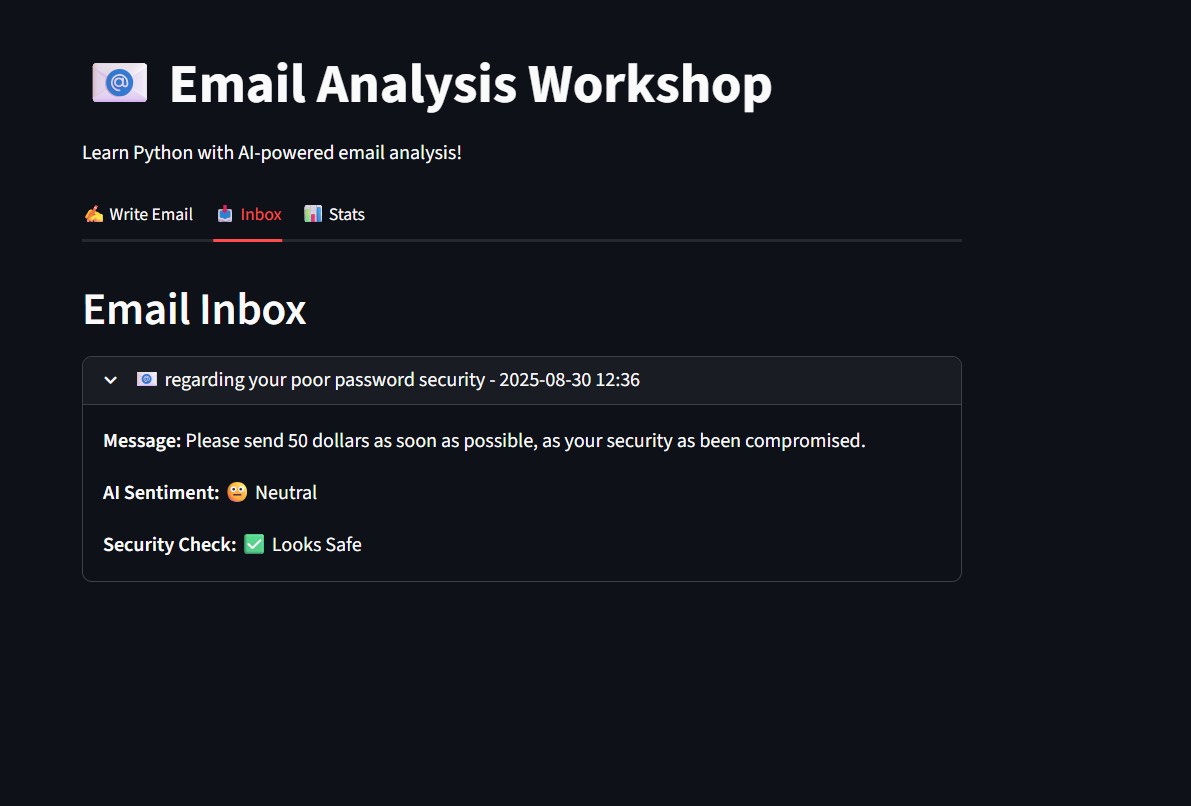 Email Analysis Workshop
Learn Python with AI-powered email analysis!
Write Email Inbox Stats
Email Inbox
regarding your poor password security - 2025-08-30 12:36
Message: Please send 50 dollars as soon as possible, as your security as been compromised.
AI Sentiment: 😐 Neutral
Security Check: ✅ Looks Safe